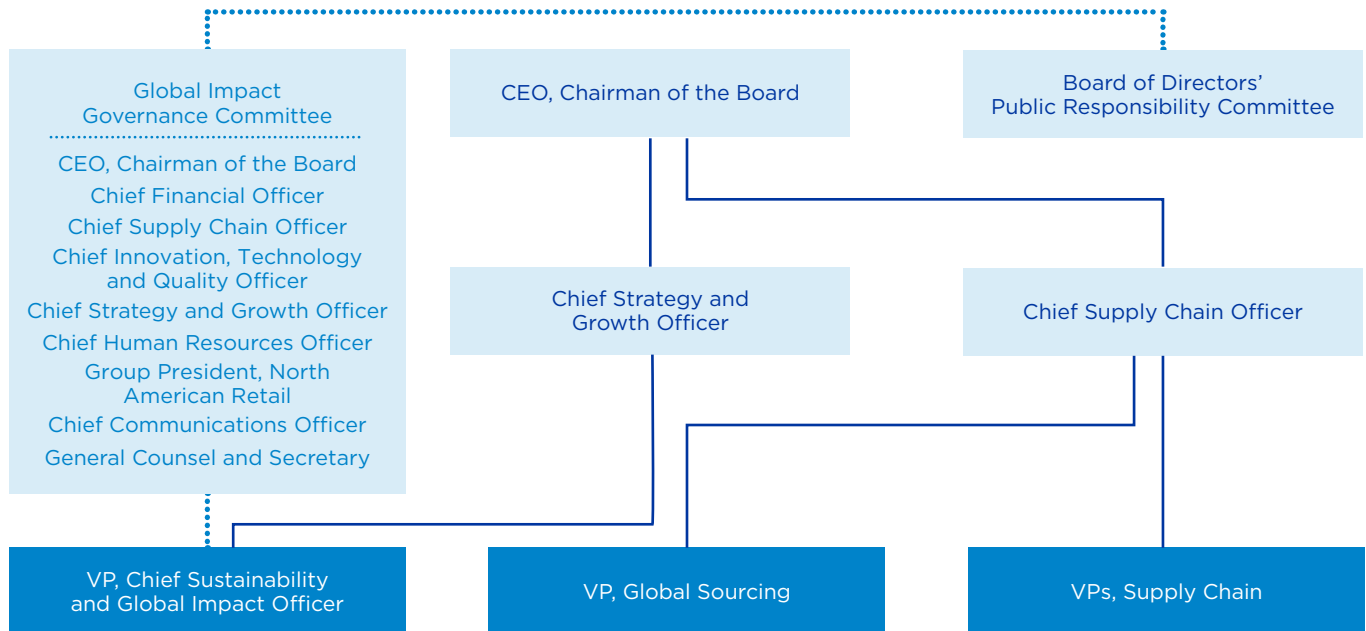 Global Impact
Governance Committee
CEO, Chairman of the Board
Chief Financial Officer
Chief Supply Chain Officer
Chief Innovation, Technology
and Quality Officer
Chief Strategy and Growth Officer
Chief Human Resources Officer
Group President, North
American Retail
Chief Communications Officer
General Counsel and Secretary
CEO, Chairman of the Board
Board of Directors’
Public Responsibility Committee
Chief Strategy and
Growth Officer
Chief Supply Chain Officer
VP, Chief Sustainability
and Global Impact Officer
VP, Global Sourcing
VPs, Supply Chain